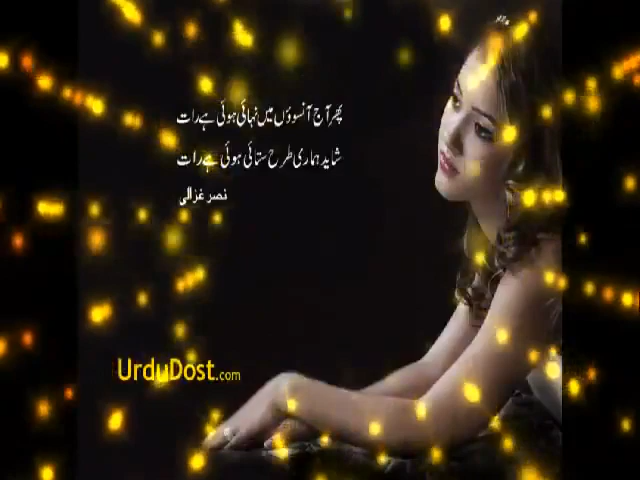 پھر آج آنسوؤں میں نہائی ہوئی ہے رات
شاید ہماری طرح ستائی ہوئی ہے رات
نصر غزالی
UrduDost.com